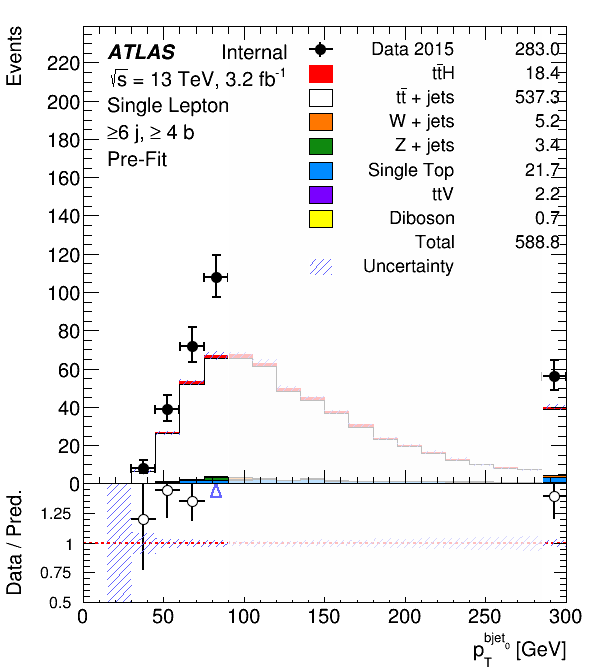 Events
ATLAS Internal
√s = 13 TeV, 3.2 fb⁻¹
Single Lepton
≥6 j, ≥ 4 b
Pre-Fit
Data 2015 283.0
tt̄H 18.4
tt̄ + jets 537.3
W + jets 5.2
Z + jets 3.4
Single Top 21.7
ttV 2.2
Diboson 0.7
Total 588.8
Uncertainty
220
200
180
160
140
120
100
80
60
40
20
0
Data / Pred.
1.25
1
0.75
0.5
0 50 100 150 200 250 300
p_T^{bjet_0} [GeV]